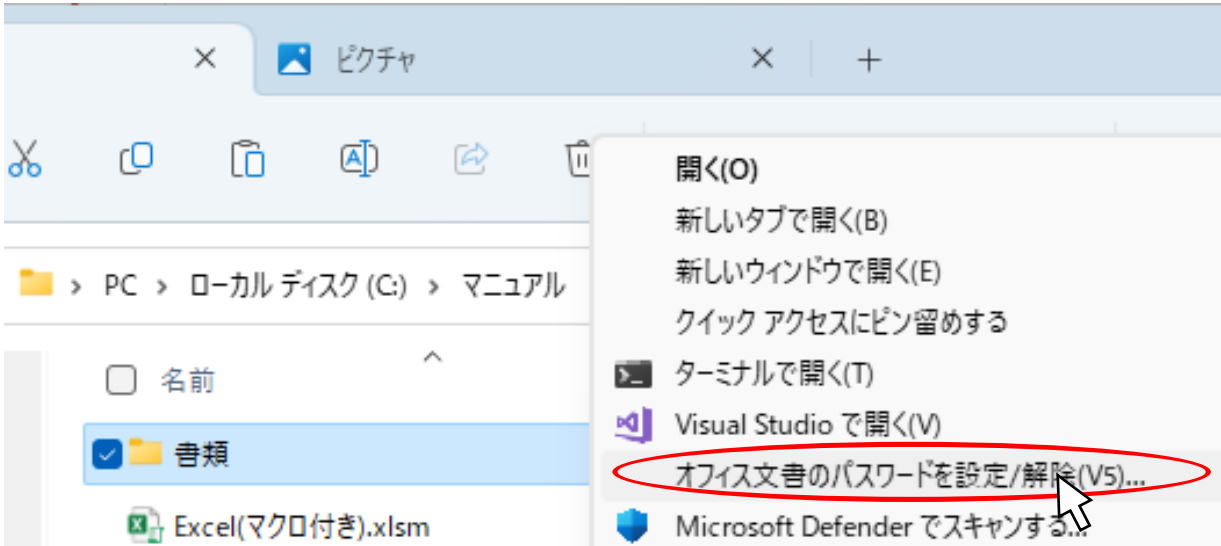 ピクチャ
開く(O)
新しいタブで開く(B)
新しいウィンドウで開く(E)
クイック アクセスにピン留めする
ターミナルで開く(T)
Visual Studio で開く(V)
オフィス文書のパスワードを設定/解除(V5)...
Microsoft Defender でスキャンする...
PC > ローカル ディスク (C:) > マニュアル
名前
書類
Excel(マクロ付き).xlsm